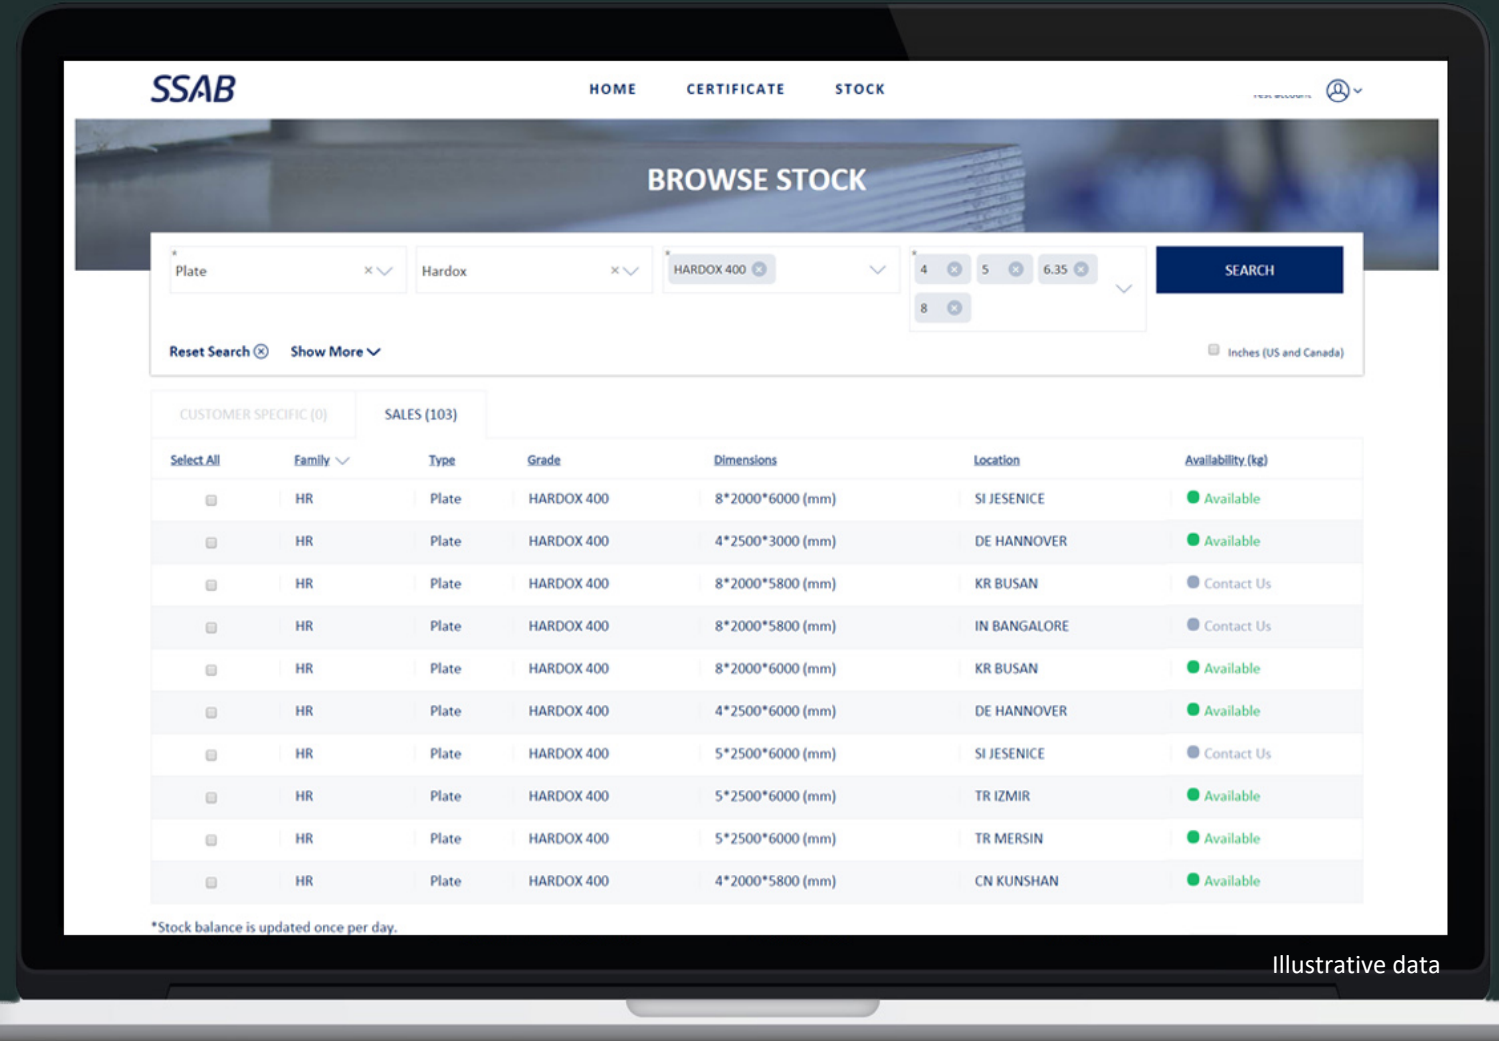 SSAB
HOME CERTIFICATE STOCK
BROWSE STOCK
* Plate × Hardox × * HARDOX 400 * 4 5 6.35 SEARCH
8
Reset Search Show More Inches (US and Canada)
CUSTOMER SPECIFIC (0) SALES (103)
Select All Family Type Grade Dimensions Location Availability (kg)
HR Plate HARDOX 400 8*2000*6000 (mm) SI JESENICE Available
HR Plate HARDOX 400 4*2500*3000 (mm) DE HANNOVER Available
HR Plate HARDOX 400 8*2000*5800 (mm) KR BUSAN Contact Us
HR Plate HARDOX 400 8*2000*5800 (mm) IN BANGALORE Contact Us
HR Plate HARDOX 400 8*2000*6000 (mm) KR BUSAN Available
HR Plate HARDOX 400 4*2500*6000 (mm) DE HANNOVER Available
HR Plate HARDOX 400 5*2500*6000 (mm) SI JESENICE Contact Us
HR Plate HARDOX 400 5*2500*6000 (mm) TR IZMIR Available
HR Plate HARDOX 400 5*2500*6000 (mm) TR MERSIN Available
HR Plate HARDOX 400 4*2000*5800 (mm) CN KUNSHAN Available
*Stock balance is updated once per day.
Illustrative data